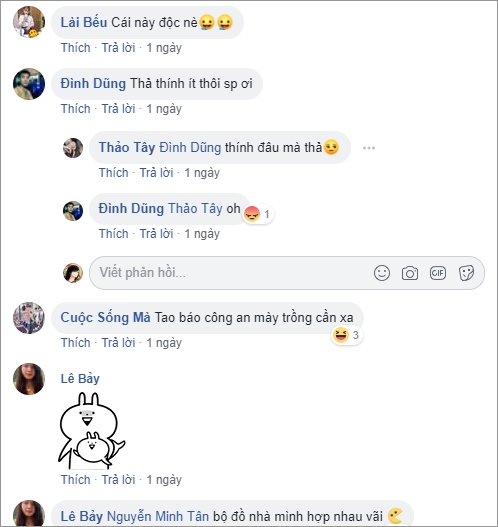 Lải Bếu Cái này độc nè
Thích · Trả lời · 1 ngày
Đình Dũng Thả thính ít thôi sp ơi
Thích · Trả lời · 1 ngày
Thảo Tây Đình Dũng thính đâu mà thả
Thích · Trả lời · 1 ngày
Đình Dũng Thảo Tây oh
1
Thích · Trả lời · 1 ngày
Viết phản hồi...
GIF
Cuộc Sống Mà Tao báo công an mày trồng cần xa
3
Thích · Trả lời · 1 ngày
Lê Bảy
Thích · Trả lời · 1 ngày
Lê Bảy Nguyễn Minh Tân bộ đồ nhà mình hợp nhau vãi